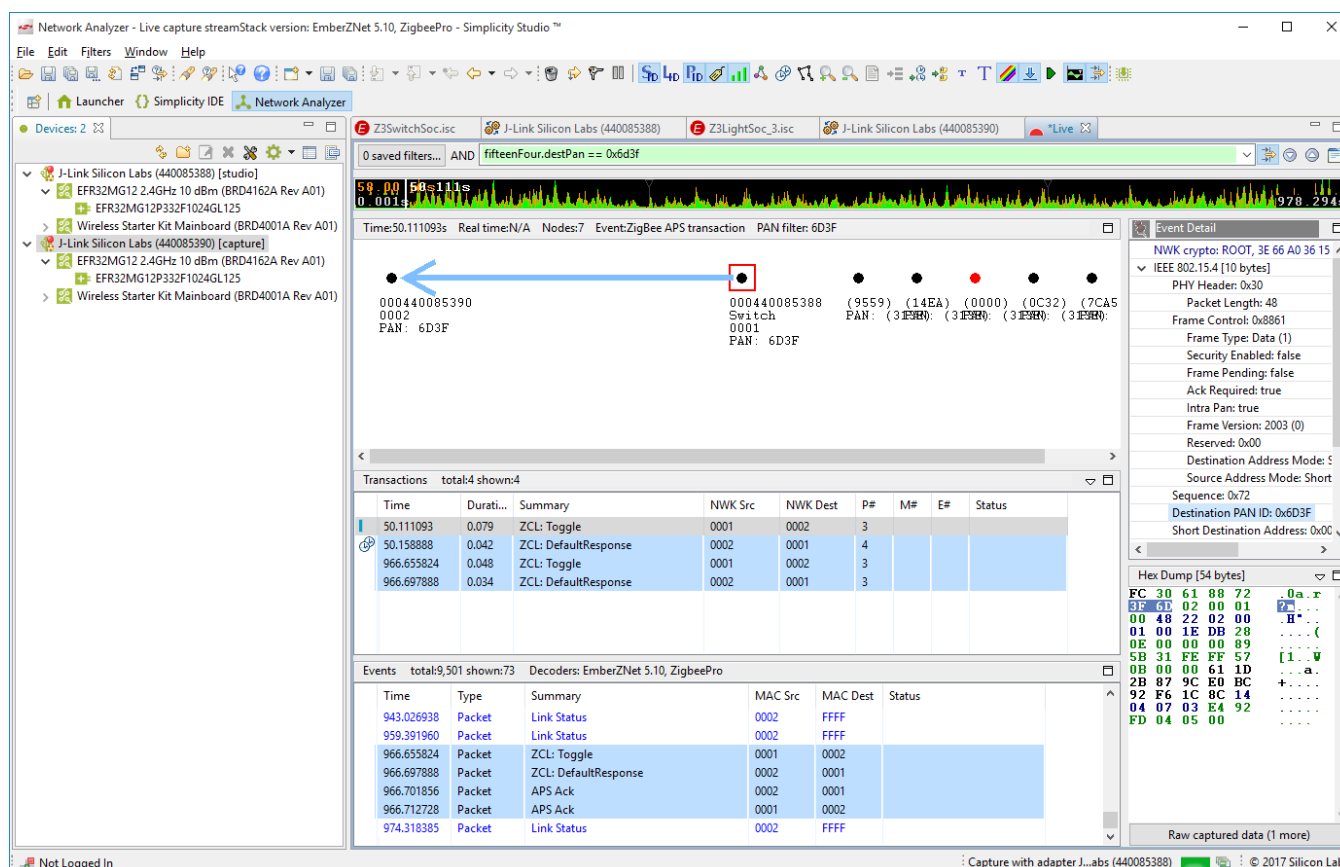 Network Analyzer - Live capture streamStack version: EmberZNet 5.10, ZigbeePro - Simplicity Studio ™
File Edit Filters Window Help
Launcher Simplicity IDE Network Analyzer
Devices: 2
J-Link Silicon Labs (440085388) [studio]
EFR32MG12 2.4GHz 10 dBm (BRD4162A Rev A01)
EFR32MG12P332F1024GL125
Wireless Starter Kit Mainboard (BRD4001A Rev A01)
J-Link Silicon Labs (440085390) [capture]
EFR32MG12 2.4GHz 10 dBm (BRD4162A Rev A01)
EFR32MG12P332F1024GL125
Wireless Starter Kit Mainboard (BRD4001A Rev A01)
Z3SwitchSoc.isc J-Link Silicon Labs (440085388) Z3LightSoc_3.isc J-Link Silicon Labs (440085390) *Live
0 saved filters... AND fifteenFour.destPan == 0x6d3f
58.00 50s111s
0.001s 978.294s
Time:50.111093s Real time:N/A Nodes:7 Event:ZigBee APS transaction PAN filter: 6D3F
000440085390
0002
PAN: 6D3F
000440085388
Switch
0001
PAN: 6D3F
(9559) (14EA) (0000) (0C32) (7CA5
PAN:
Transactions total:4 shown:4
Time Durati... Summary NWK Src NWK Dest P# M# E# Status
50.111093 0.079 ZCL: Toggle 0001 0002 3
50.158888 0.042 ZCL: DefaultResponse 0002 0001 4
966.655824 0.048 ZCL: Toggle 0001 0002 3
966.697888 0.034 ZCL: DefaultResponse 0002 0001 3
Events total:9,501 shown:73 Decoders: EmberZNet 5.10, ZigbeePro
Time Type Summary MAC Src MAC Dest Status
943.026938 Packet Link Status 0002 FFFF
959.391960 Packet Link Status 0002 FFFF
966.655824 Packet ZCL: Toggle 0001 0002
966.697888 Packet ZCL: DefaultResponse 0002 0001
966.701856 Packet APS Ack 0002 0001
966.712728 Packet APS Ack 0001 0002
974.318385 Packet Link Status 0002 FFFF
Event Detail
NWK crypto: ROOT, 3E 66 A0 36 15
IEEE 802.15.4 [10 bytes]
PHY Header: 0x30
Packet Length: 48
Frame Control: 0x8861
Frame Type: Data (1)
Security Enabled: false
Frame Pending: false
Ack Required: true
Intra Pan: true
Frame Version: 2003 (0)
Reserved: 0x00
Destination Address Mode: S
Source Address Mode: Short
Sequence: 0x72
Destination PAN ID: 0x6D3F
Short Destination Address: 0x00
Hex Dump [54 bytes]
FC 30 61 88 72 .0a.r
3F 6D 02 00 01 ?m...
00 48 22 02 00 .H"..
01 00 1E DB 28 ....(
0E 00 00 00 89 .....
5B 31 FE FF 57 [1..W
0B 00 00 61 1D ...a.
2B 87 9C E0 BC +....
92 F6 1C 8C 14 .....
04 07 03 E4 92 .....
FD 04 05 00 ....
Raw captured data (1 more)
Not Logged In
Capture with adapter J...abs (440085388)
© 2017 Silicon Lab